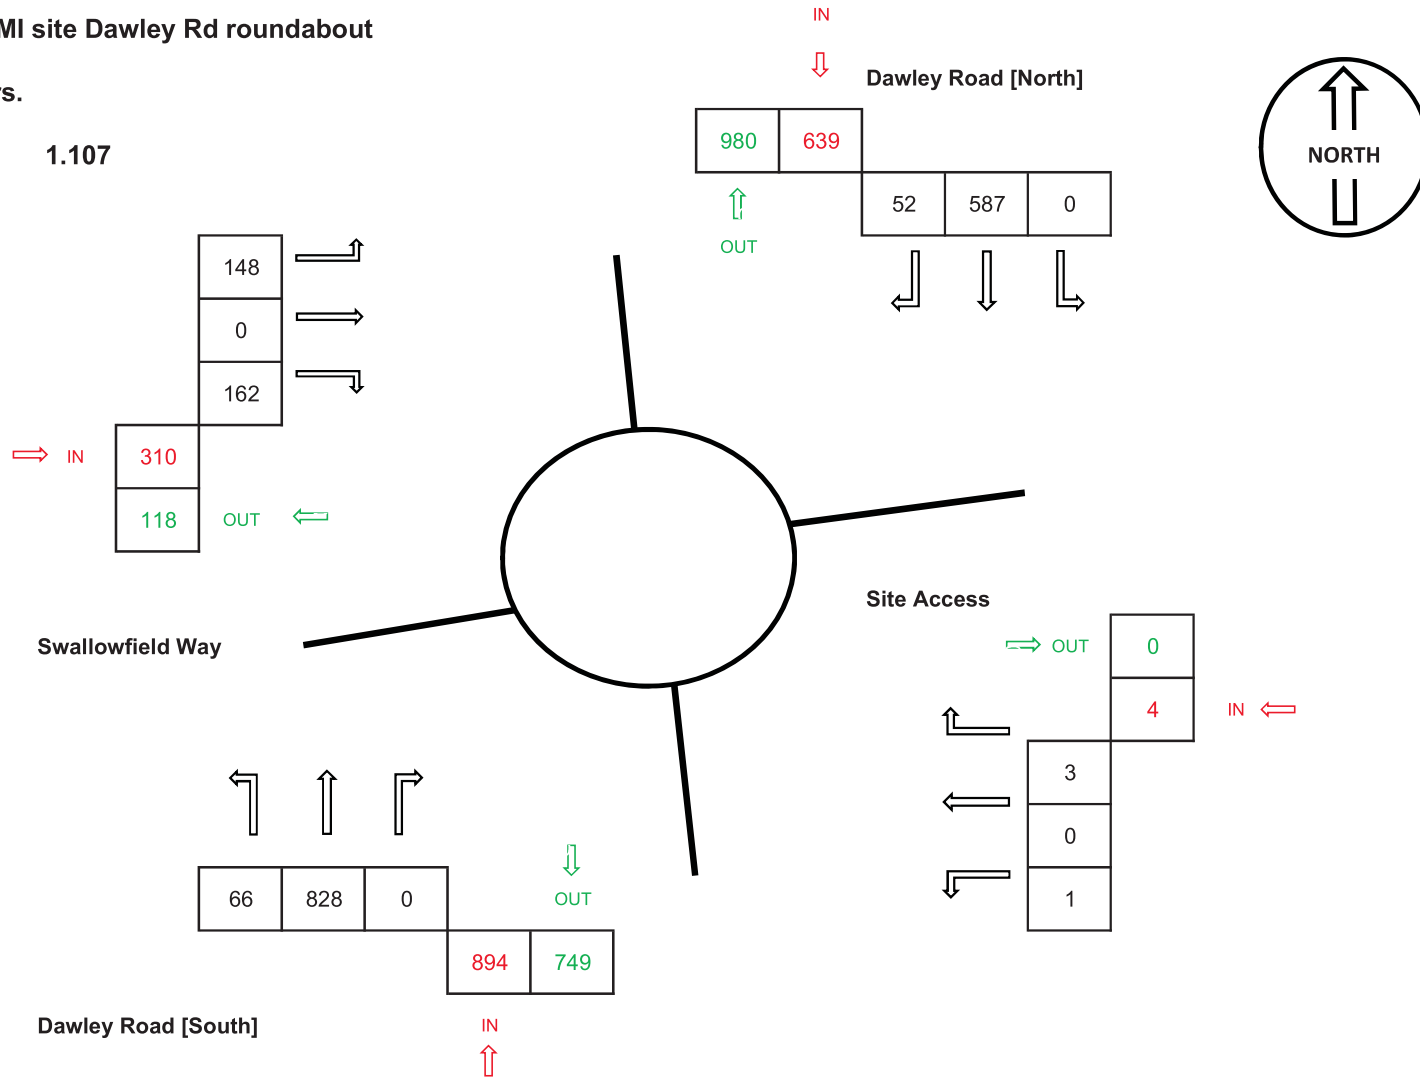 MI site Dawley Rd roundabout
IN
Dawley Road [North]
1.107
980 639
NORTH
52 587 0
OUT
148
0
162
IN 310
118 OUT
Site Access
Swallowfield Way
OUT 0
4 IN
3
0
1
66 828 0
OUT
894 749
Dawley Road [South]
IN